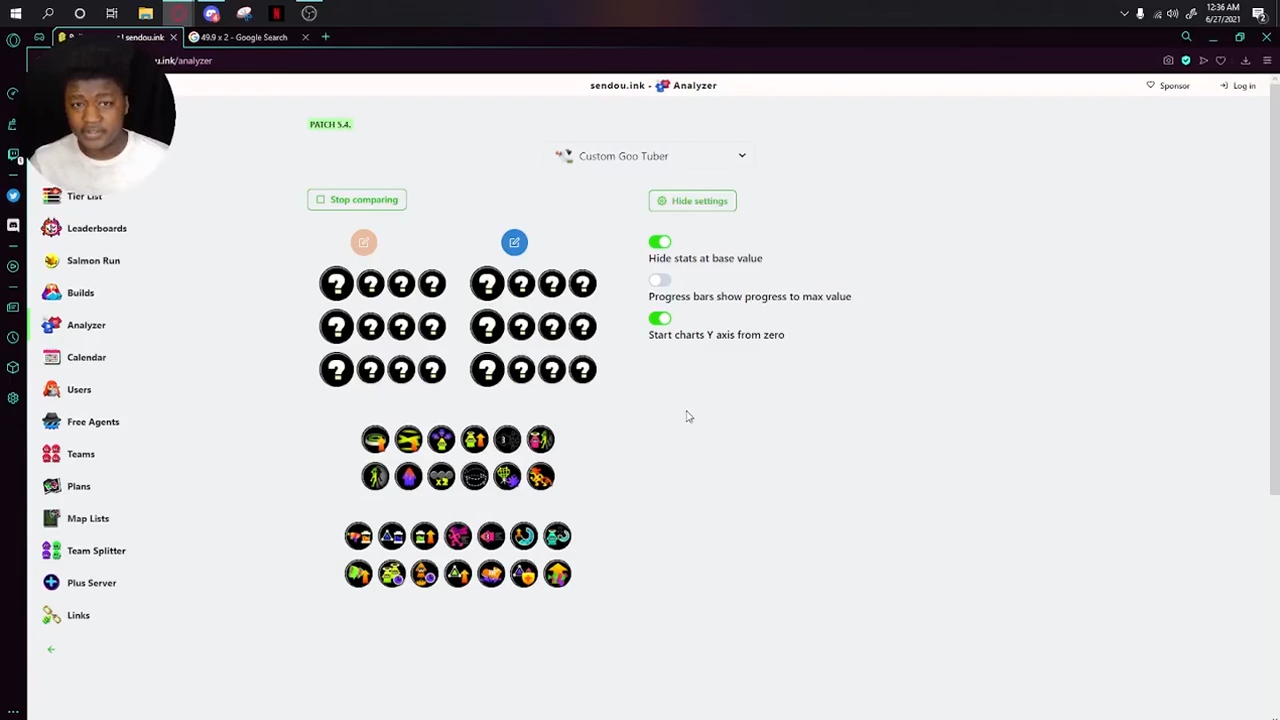 12:36 AM
6/27/2021
sendou.ink
49.9 x 2 - Google Search
u.ink/analyzer
sendou.ink - Analyzer
Sponsor
Log in
PATCH 5.4.
Custom Goo Tuber
Stop comparing
Hide settings
Tier List
Leaderboards
Hide stats at base value
Salmon Run
Builds
Progress bars show progress to max value
Analyzer
Start charts Y axis from zero
Calendar
Users
Free Agents
Teams
Plans
Map Lists
Team Splitter
Plus Server
Links